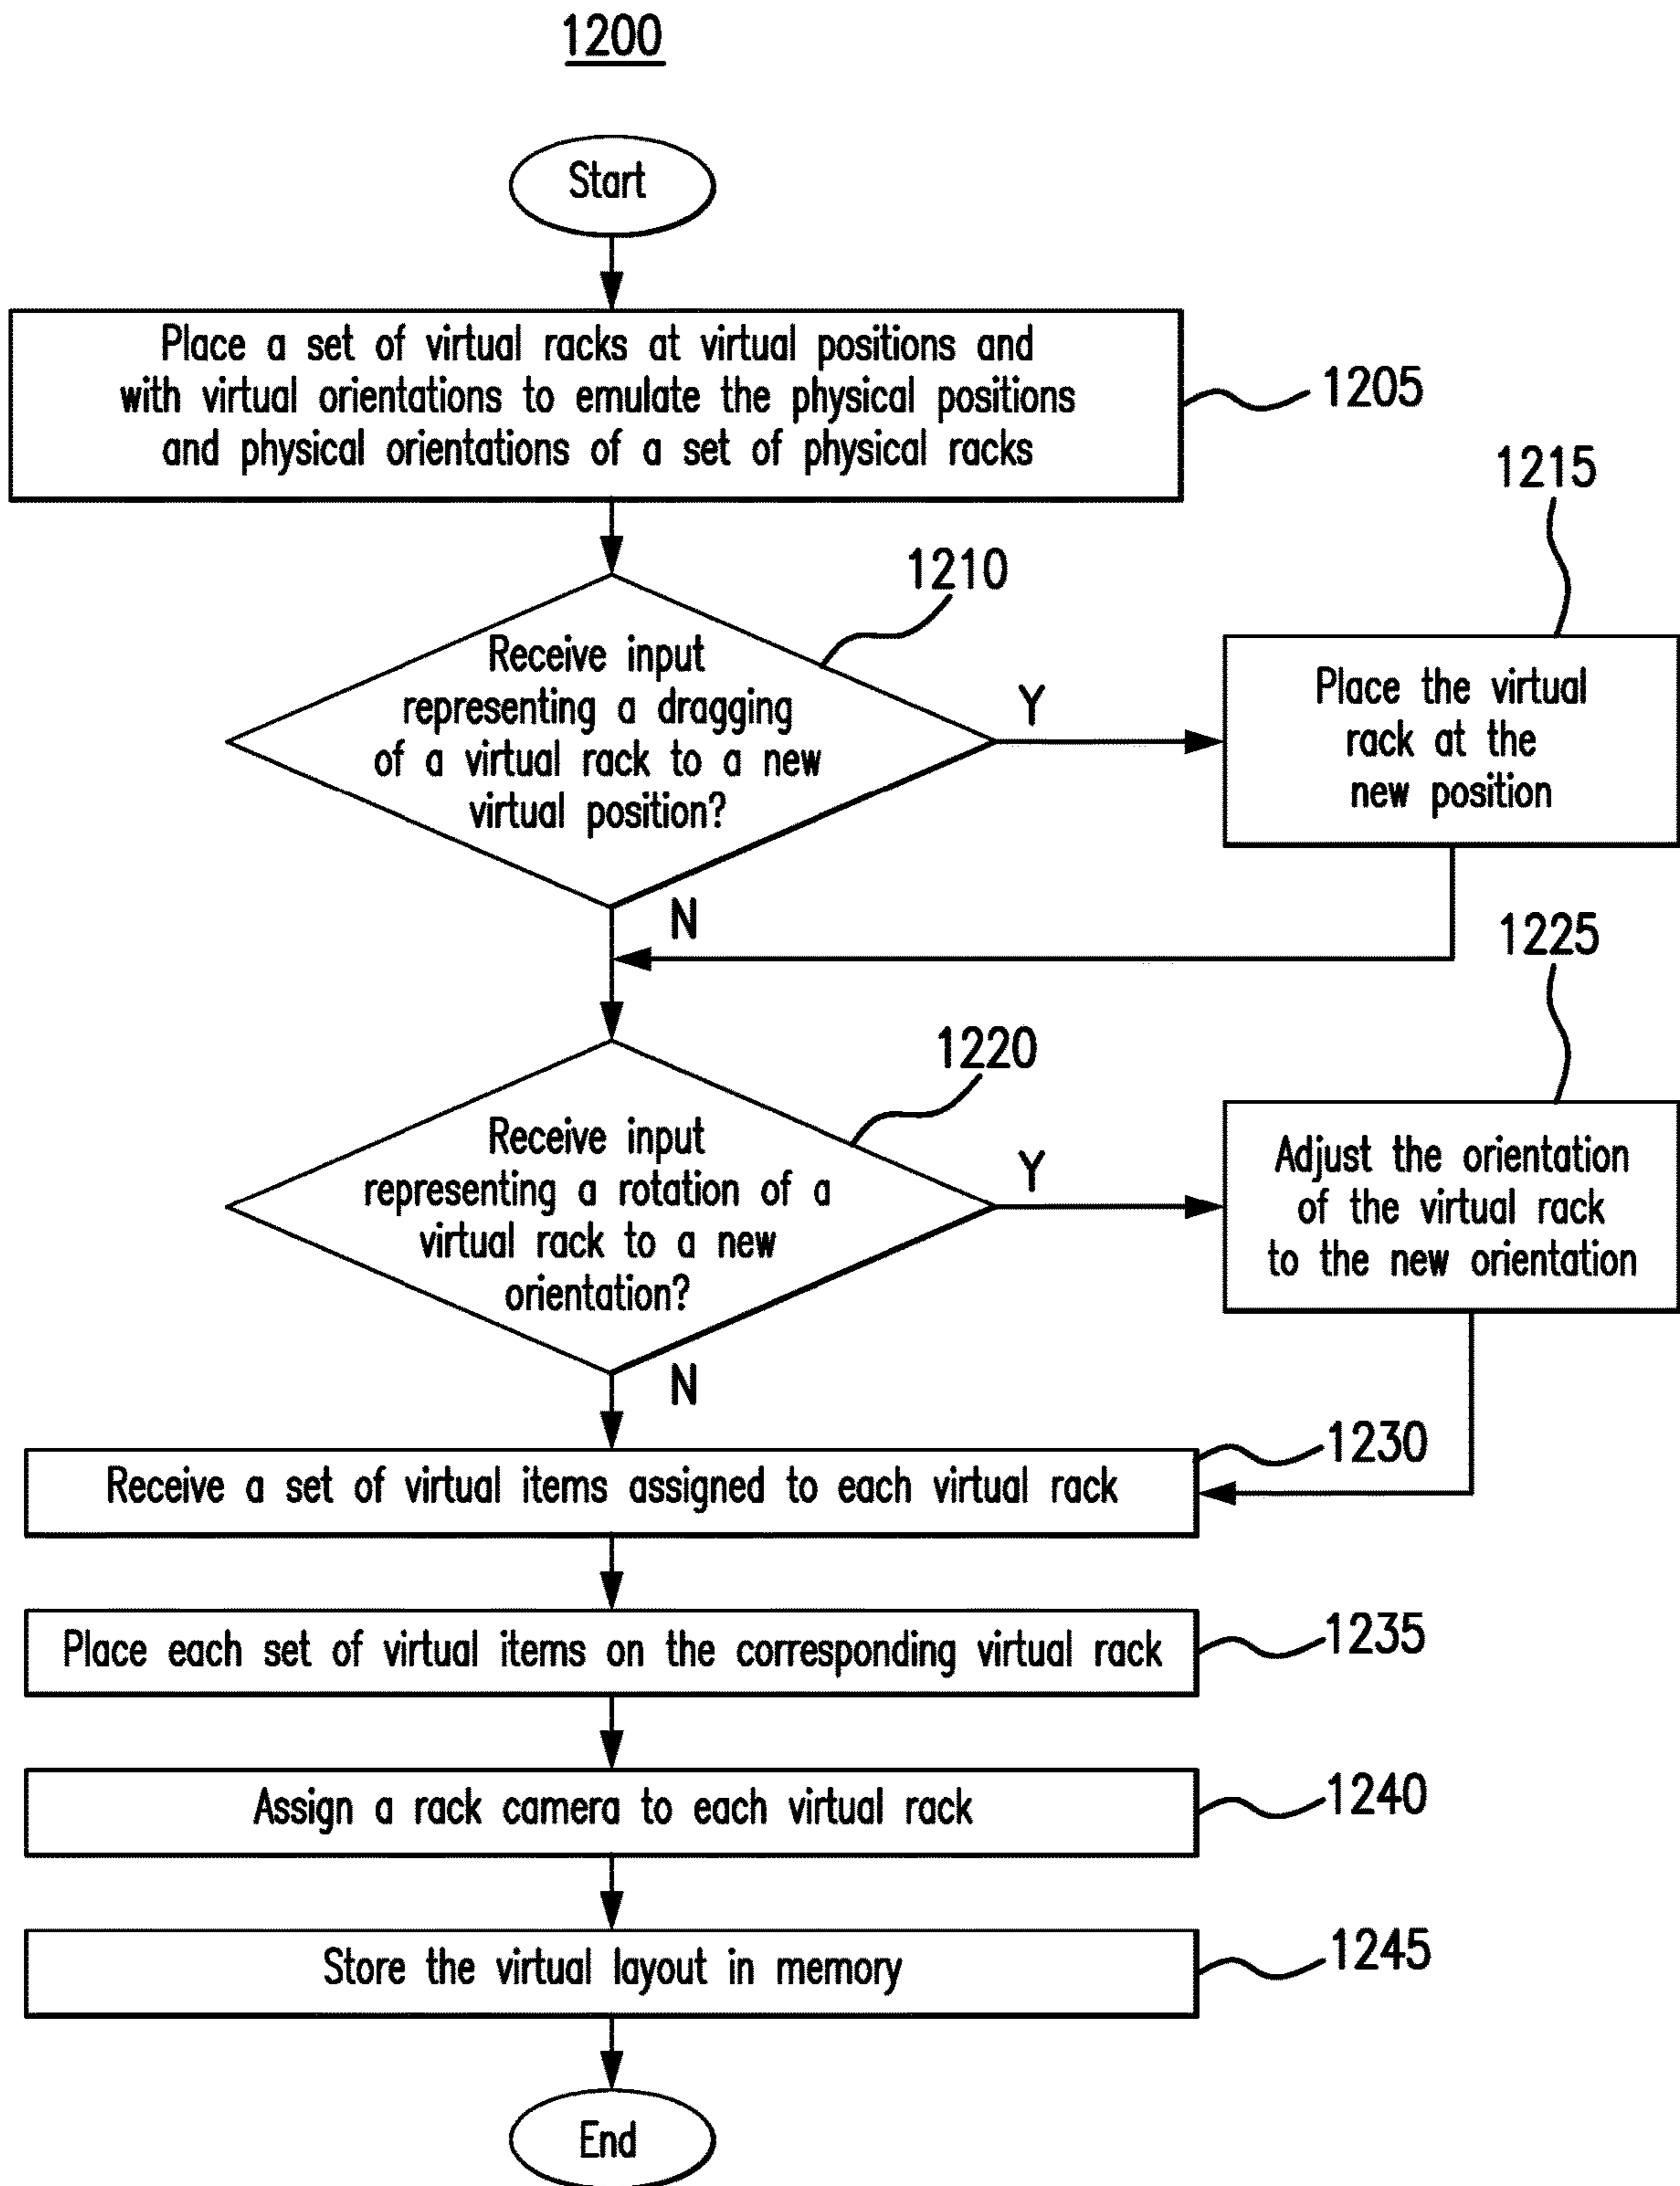 1200
Start
Place a set of virtual racks at virtual positions and
with virtual orientations to emulate the physical positions
and physical orientations of a set of physical racks
1205
1210
Receive input
representing a dragging
of a virtual rack to a new
virtual position?
Y
N
1215
Place the virtual
rack at the
new position
1220
Receive input
representing a rotation of a
virtual rack to a new
orientation?
Y
N
1225
Adjust the orientation
of the virtual rack
to the new orientation
Receive a set of virtual items assigned to each virtual rack
1230
Place each set of virtual items on the corresponding virtual rack
1235
Assign a rack camera to each virtual rack
1240
Store the virtual layout in memory
1245
End